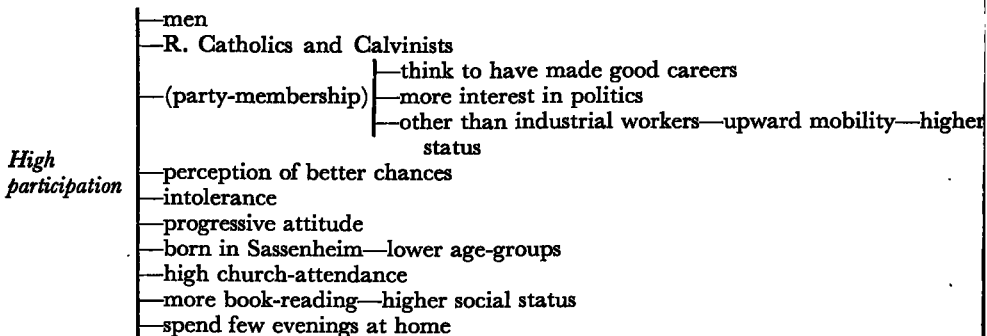 men
R. Catholics and Calvinists
think to have made good careers
(party-membership)
more interest in politics
other than industrial workers—upward mobility—higher
status
High
participation
perception of better chances
intolerance
progressive attitude
born in Sassenheim—lower age-groups
high church-attendance
more book-reading—higher social status
spend few evenings at home